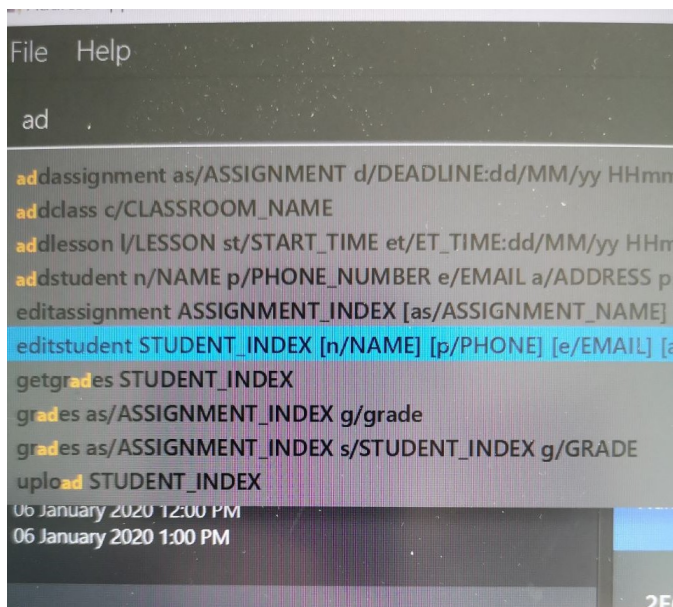 File Help
ad
addassignment as/ASSIGNMENT d/DEADLINE:dd/MM/yy HHmm
addclass c/CLASSROOM_NAME
addlesson l/LESSON st/START_TIME et/ET_TIME:dd/MM/yy HHm
addstudent n/NAME p/PHONE_NUMBER e/EMAIL a/ADDRESS p
editassignment ASSIGNMENT_INDEX [as/ASSIGNMENT_NAME]
editstudent STUDENT_INDEX [n/NAME] [p/PHONE] [e/EMAIL] [a
getgrades STUDENT_INDEX
grades as/ASSIGNMENT_INDEX g/grade
grades as/ASSIGNMENT_INDEX s/STUDENT_INDEX g/GRADE
upload STUDENT_INDEX
06 January 2020 12:00 PM
06 January 2020 1:00 PM